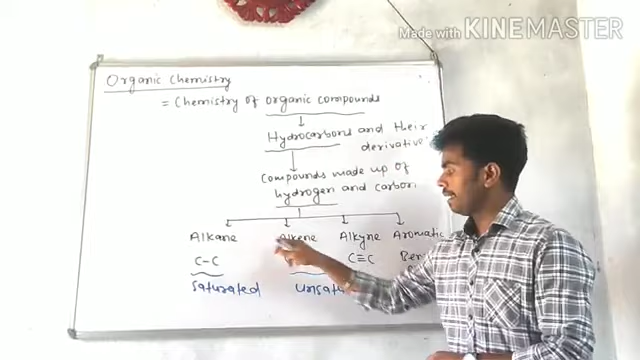 Made with KINEMASTER
Organic Chemistry
= Chemistry of organic compounds
Hydrocarbons and their
derivative
Compounds made up of
hydrogen and carbon
Alkane Alkene Alkyne Aromatic
C-C C≡C
Saturated